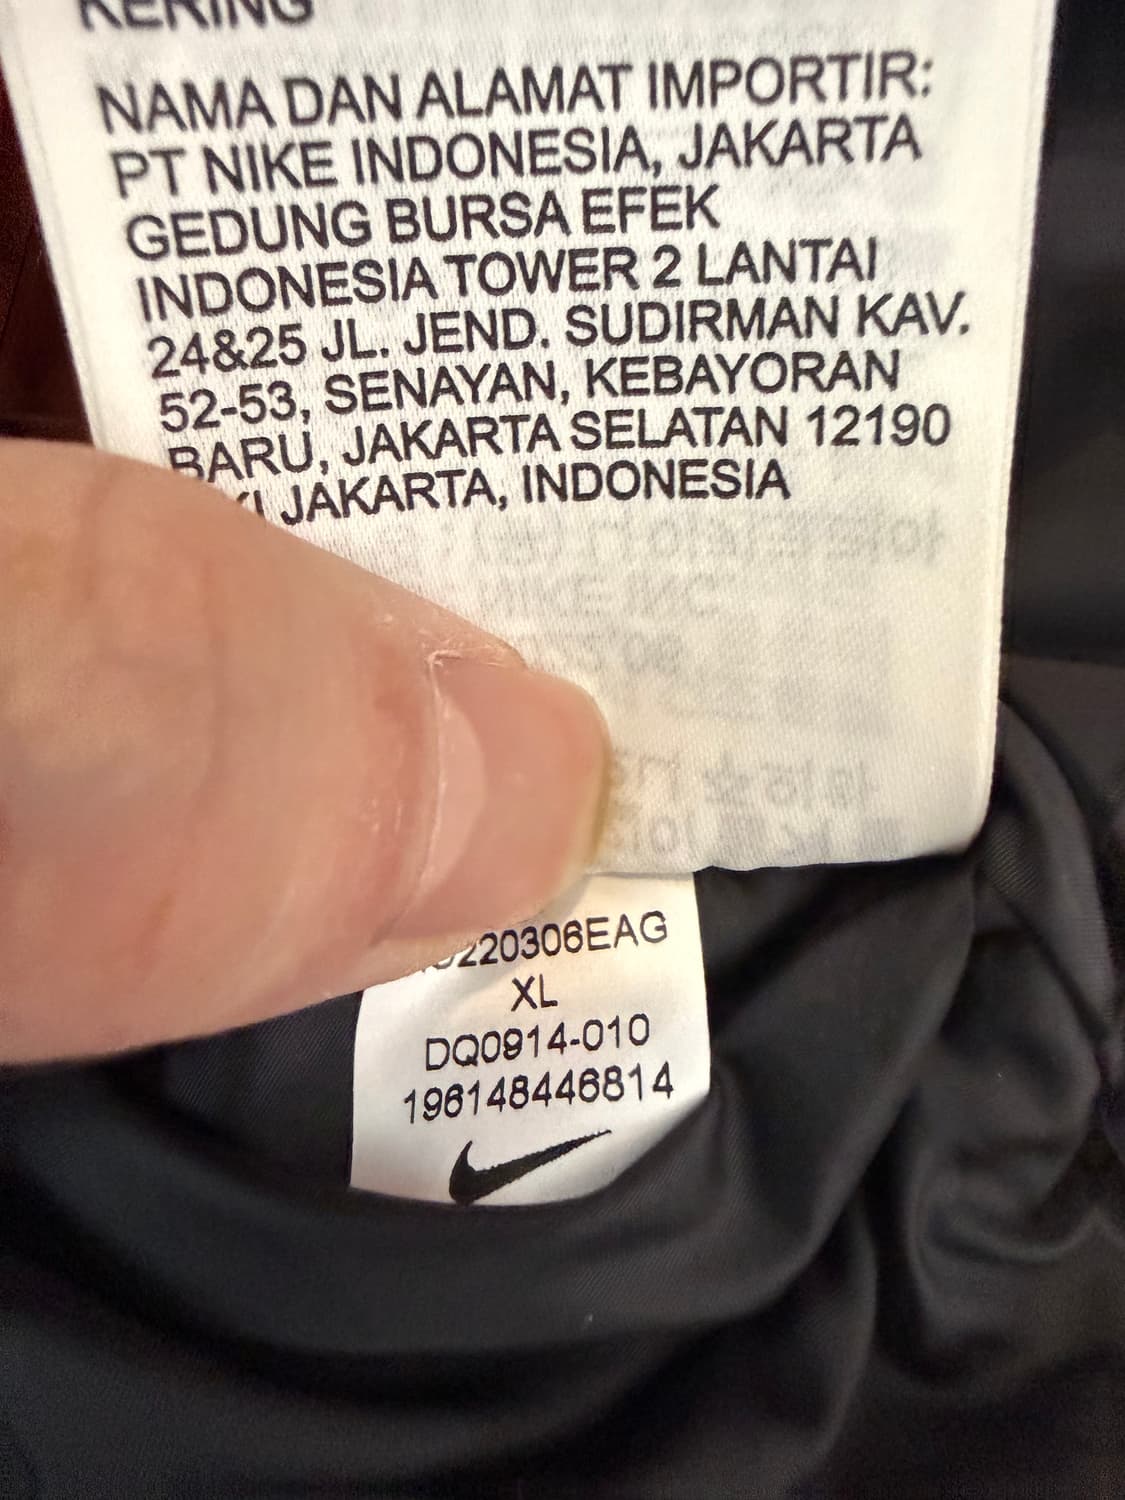 KERING
NAMA DAN ALAMAT IMPORTIR:
PT NIKE INDONESIA, JAKARTA
GEDUNG BURSA EFEK
INDONESIA TOWER 2 LANTAI
24&25 JL. JEND. SUDIRMAN KAV.
52-53, SENAYAN, KEBAYORAN
BARU, JAKARTA SELATAN 12190
JAKARTA, INDONESIA
XL
DQ0914-010
196148446814